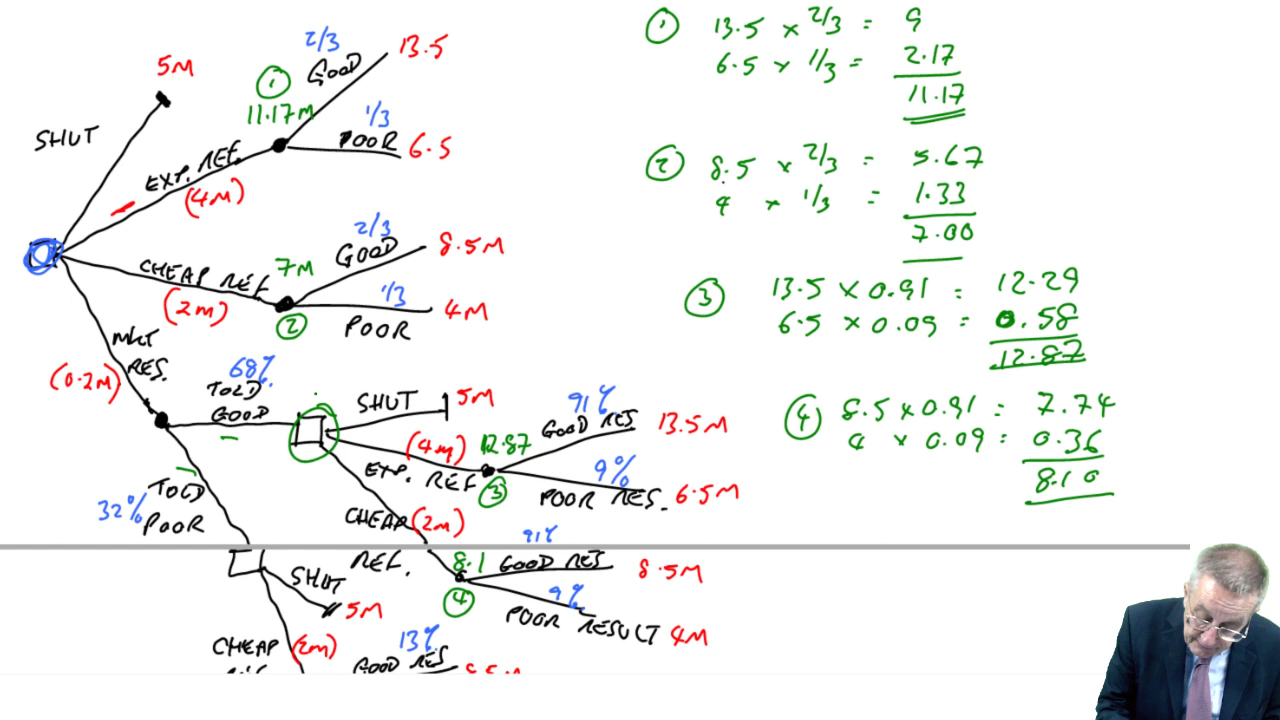 5M
SHUT
EXP. REF.
(4M)
①
11.17M
2/3
GOOD
13.5
1/3
POOR
6.5
CHEAP REF
(2M)
7M
②
2/3
GOOD
8.5M
1/3
POOR
4M
MKT
RES.
(0.2M)
68%
TOLD
GOOD
SHUT
5M
(4M)
EXP. REF
12.87
③
91%
GOOD RES
13.5M
9%
POOR RES.
6.5M
CHEAP (2M)
REF.
8.1
④
91%
GOOD RES
8.5M
9%
POOR RESULT
4M
32%
TOLD
POOR
SHUT
5M
CHEAP (2M)
13%
GOOD RES
① 13.5 × 2/3 = 9
6.5 × 1/3 = 2.17
11.17
② 8.5 × 2/3 = 5.67
4 × 1/3 = 1.33
7.00
③ 13.5 × 0.91 = 12.29
6.5 × 0.09 = 0.58
12.87
④ 8.5 × 0.91 = 7.74
4 × 0.09 = 0.36
8.10